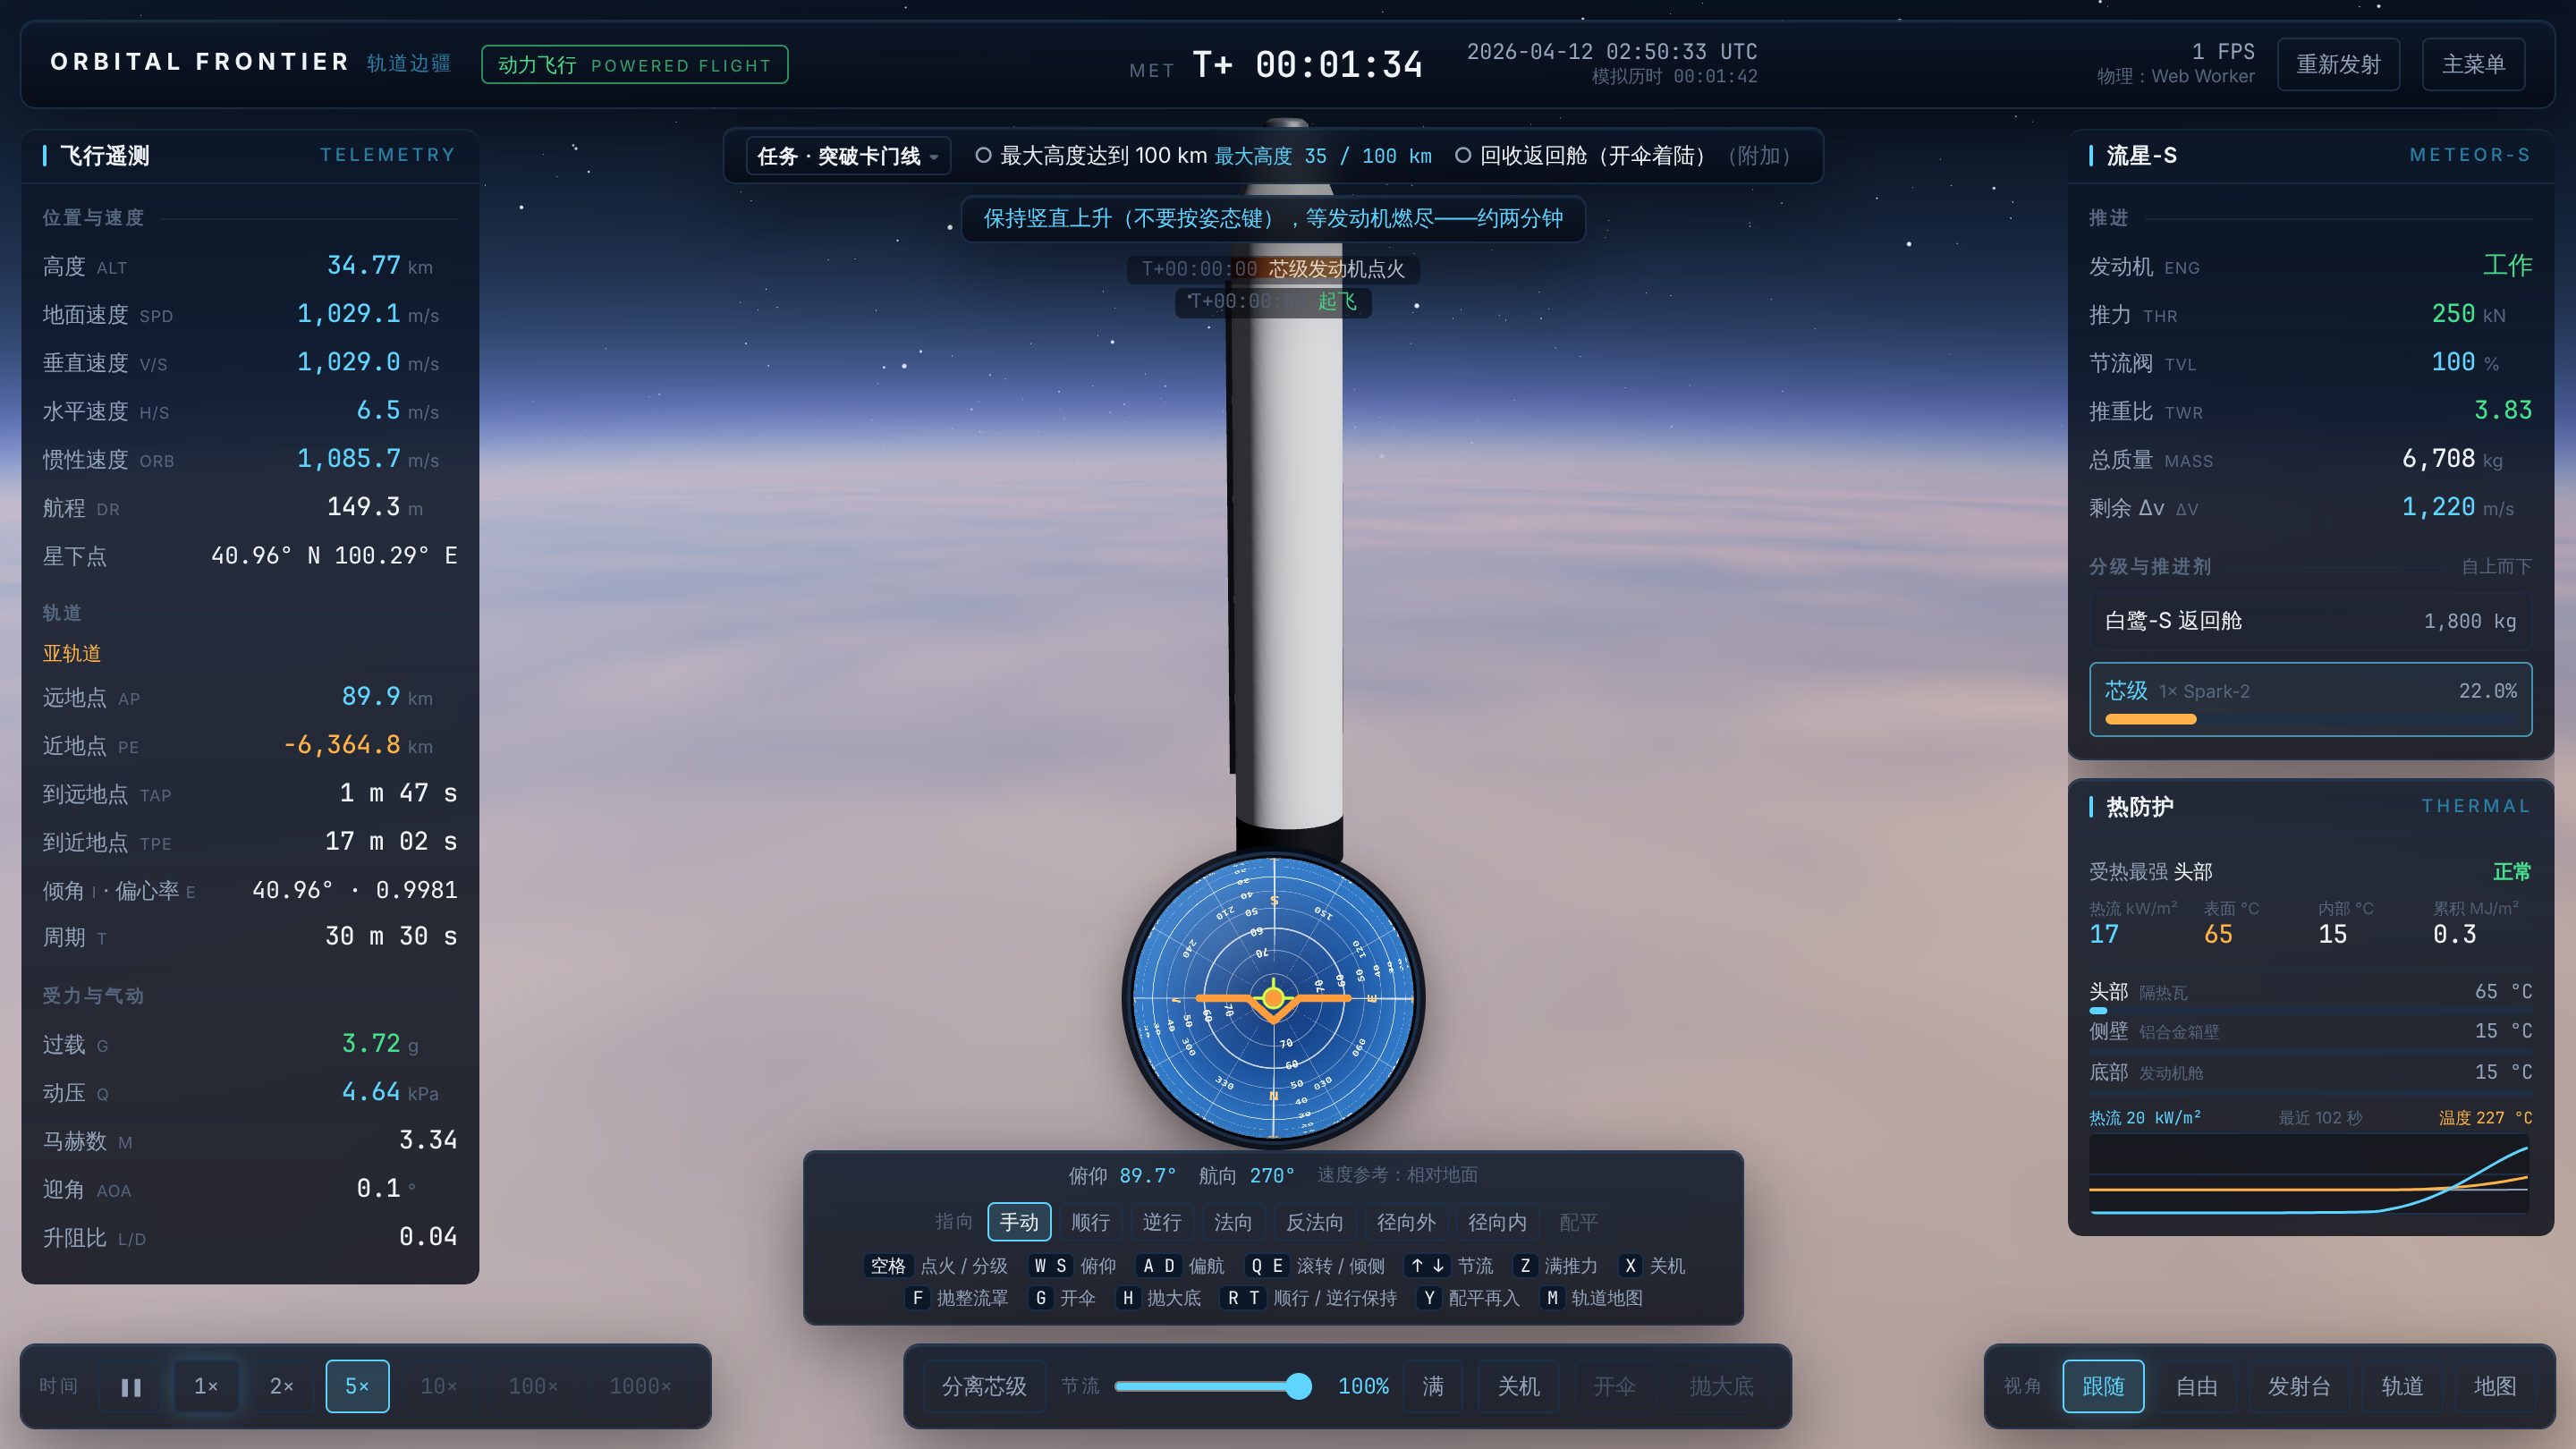 ORBITAL FRONTIER 轨道边疆 动力飞行 POWERED FLIGHT
MET T+ 00:01:34
2026-04-12 02:50:33 UTC
模拟历时 00:01:42
1 FPS
物理：Web Worker
重新发射 主菜单
飞行遥测 TELEMETRY
位置与速度
高度 ALT 34.77 km
地面速度 SPD 1,029.1 m/s
垂直速度 V/S 1,029.0 m/s
水平速度 H/S 6.5 m/s
惯性速度 ORB 1,085.7 m/s
航程 DR 149.3 m
星下点 40.96° N 100.29° E
轨道
亚轨道
远地点 AP 89.9 km
近地点 PE -6,364.8 km
到远地点 TAP 1 m 47 s
到近地点 TPE 17 m 02 s
倾角 I · 偏心率 E 40.96° · 0.9981
周期 T 30 m 30 s
受力与气动
过载 G 3.72 g
动压 Q 4.64 kPa
马赫数 M 3.34
迎角 AOA 0.1 °
升阻比 L/D 0.04
任务 · 突破卡门线 最大高度达到 100 km 最大高度 35 / 100 km 回收返回舱（开伞着陆）（附加）
保持竖直上升（不要按姿态键），等发动机燃尽——约两分钟
T+00:00:00 芯级发动机点火
T+00:00:00 起飞
流星-S METEOR-S
推进
发动机 ENG 工作
推力 THR 250 kN
节流阀 TVL 100 %
推重比 TWR 3.83
总质量 MASS 6,708 kg
剩余 Δv ΔV 1,220 m/s
分级与推进剂 自上而下
白鹭-S 返回舱 1,800 kg
芯级 1× Spark-2 22.0%
热防护 THERMAL
受热最强 头部 正常
热流 kW/m² 表面 °C 内部 °C 累积 MJ/m²
17 65 15 0.3
头部 隔热瓦 65 °C
侧壁 铝合金箱壁 15 °C
底部 发动机舱 15 °C
热流 20 kW/m² 最近 102 秒 温度 227 °C
S
210 150
240 120
E
300 060
330 030
N
俯仰 89.7° 航向 270° 速度参考：相对地面
指向 手动 顺行 逆行 法向 反法向 径向外 径向内 配平
空格 点火 / 分级 W S 俯仰 A D 偏航 Q E 滚转 / 倾侧 ↑ ↓ 节流 Z 满推力 X 关机
F 抛整流罩 G 开伞 H 抛大底 R T 顺行 / 逆行保持 Y 配平再入 M 轨道地图
时间 1× 2× 5× 10× 100× 1000×
分离芯级 节流 100% 满 关机 开伞 抛大底
视角 跟随 自由 发射台 轨道 地图